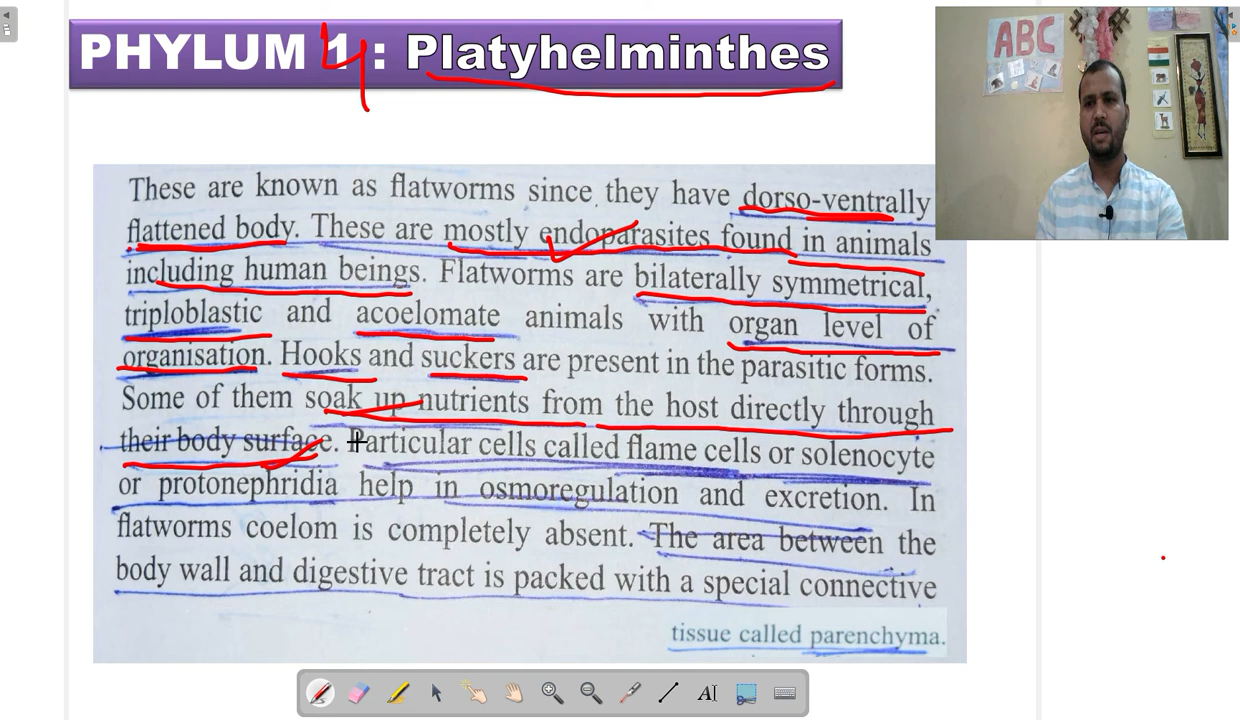 PHYLUM 4 : Platyhelminthes
ABC
These are known as flatworms since they have dorso-ventrally
flattened body. These are mostly endoparasites found in animals
including human beings. Flatworms are bilaterally symmetrical,
triploblastic and acoelomate animals with organ level of
organisation. Hooks and suckers are present in the parasitic forms.
Some of them soak up nutrients from the host directly through
their body surface. Particular cells called flame cells or solenocyte
or protonephridia help in osmoregulation and excretion. In
flatworms coelom is completely absent. The area between the
body wall and digestive tract is packed with a special connective
tissue called parenchyma.